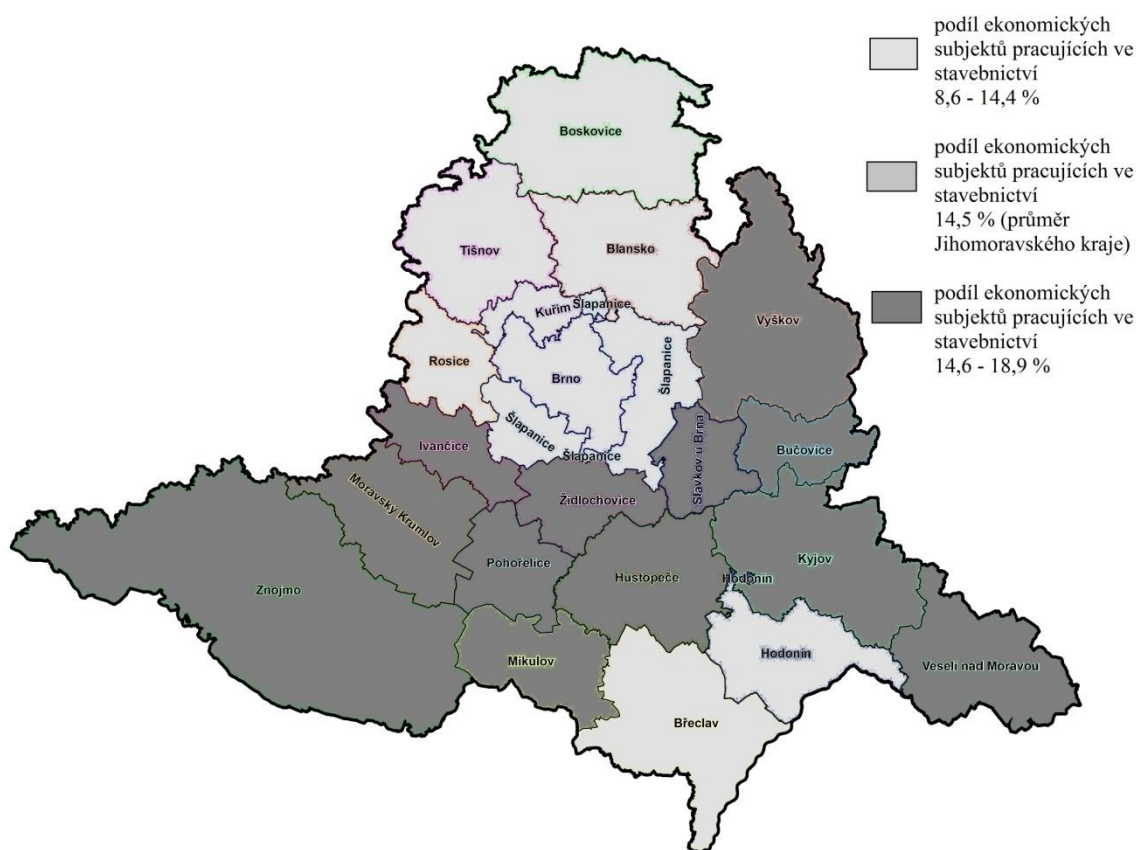 podíl ekonomických
subjektů pracujících ve
stavebnictví
8,6 - 14,4 %
podíl ekonomických
subjektů pracujících ve
stavebnictví
14,5 % (průměr
Jihomoravského kraje)
podíl ekonomických
subjektů pracujících ve
stavebnictví
14,6 - 18,9 %
Boskovice
Tišnov
Blansko
Kuřim
Šlapanice
Vyškov
Rosice
Brno
Šlapanice
Šlapanice
Šlapanice
Ivančice
Slavkov u Brna
Bučovice
Moravský Krumlov
Židlochovice
Pohořelice
Kyjov
Znojmo
Hustopeče
Hodonín
Mikulov
Hodonín
Veselí nad Moravou
Břeclav